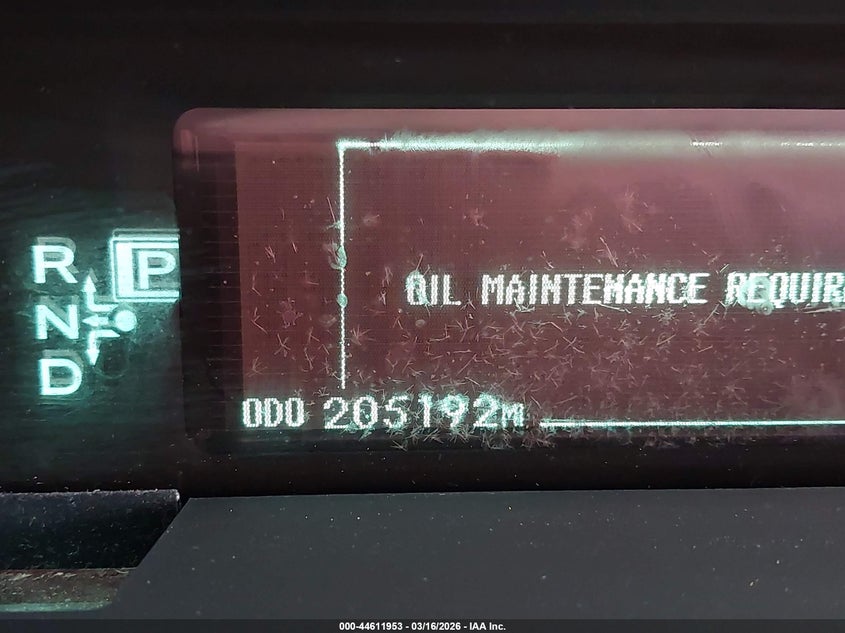 R P
N
D
OIL MAINTENANCE REQUIR
ODO 205192M
000-44611953 - 03/16/2026 - IAA Inc.